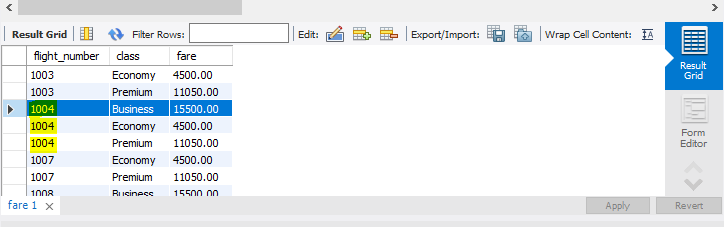 Result Grid Filter Rows: Edit: Export/Import: Wrap Cell Content: IA
flight_number class fare
1003 Economy 4500.00
1003 Premium 11050.00
1004 Business 15500.00
1004 Economy 4500.00
1004 Premium 11050.00
1007 Economy 4500.00
1007 Premium 11050.00
1008 Business 15500.00
Result
Grid
Form
Editor
fare 1 × Apply Revert